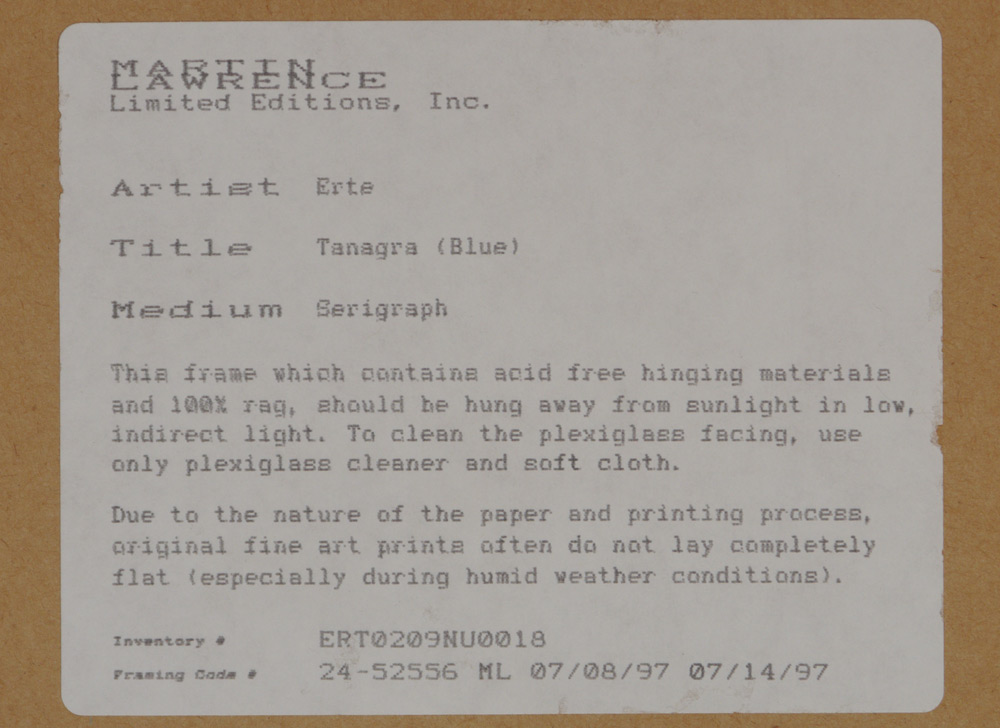 MARTIN
LAWRENCE
Limited Editions, Inc.
Artist Erte
Title Tanagra (Blue)
Medium Serigraph
This frame which contains acid free hinging materials
and 100% rag, should be hung away from sunlight in low,
indirect light. To clean the plexiglass facing, use
only plexiglass cleaner and soft cloth.
Due to the nature of the paper and printing process,
original fine art prints often do not lay completely
flat (especially during humid weather conditions).
Inventory # ERT0209NU0018
Framing Code # 24-52556 ML 07/08/97 07/14/97